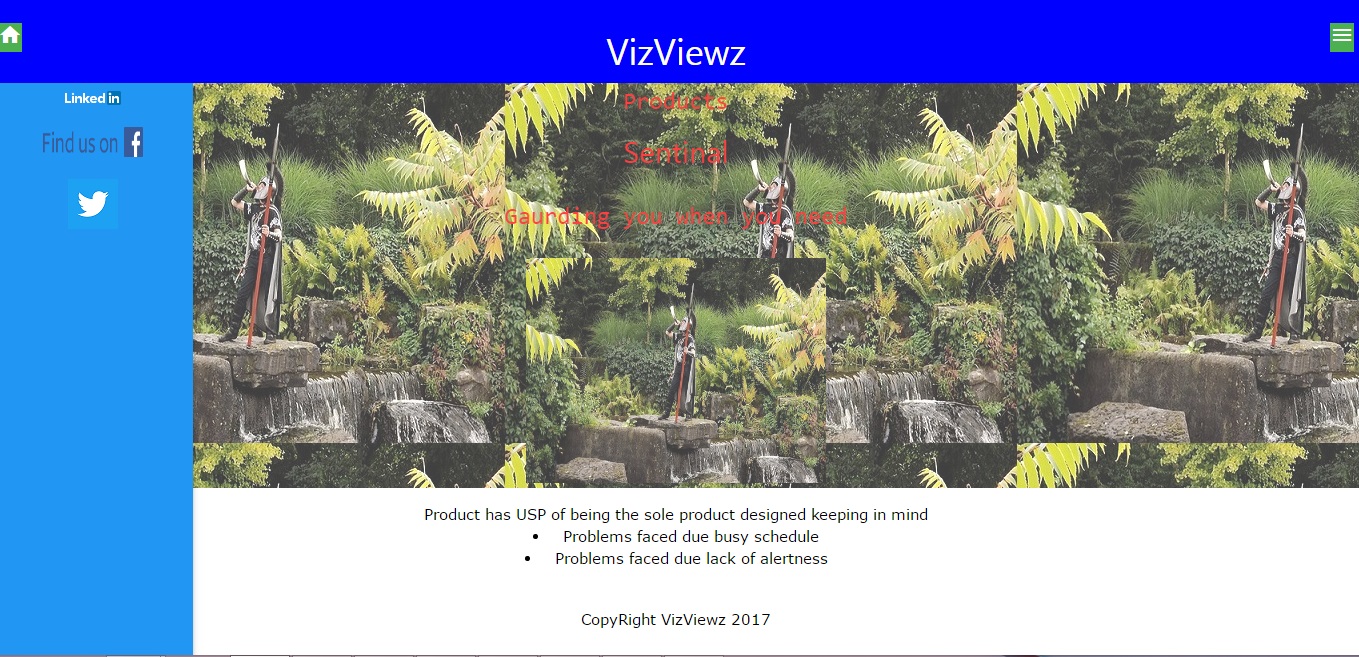 VizViewz
Linked in
Find us on f
Products
Sentinal
Gaurding you when you need
Product has USP of being the sole product designed keeping in mind
• Problems faced due busy schedule
• Problems faced due lack of alertness
CopyRight VizViewz 2017